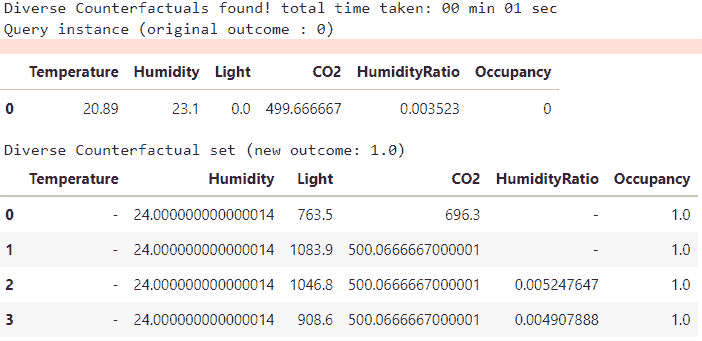 Diverse Counterfactuals found! total time taken: 00 min 01 sec
Query instance (original outcome : 0)
Temperature Humidity Light CO2 HumidityRatio Occupancy
0 20.89 23.1 0.0 499.666667 0.003523 0
Diverse Counterfactual set (new outcome: 1.0)
Temperature Humidity Light CO2 HumidityRatio Occupancy
0 - 24.000000000000014 763.5 696.3 - 1.0
1 - 24.000000000000014 1083.9 500.0666667000001 - 1.0
2 - 24.000000000000014 1046.8 500.0666667000001 0.005247647 1.0
3 - 24.000000000000014 908.6 500.0666667000001 0.004907888 1.0